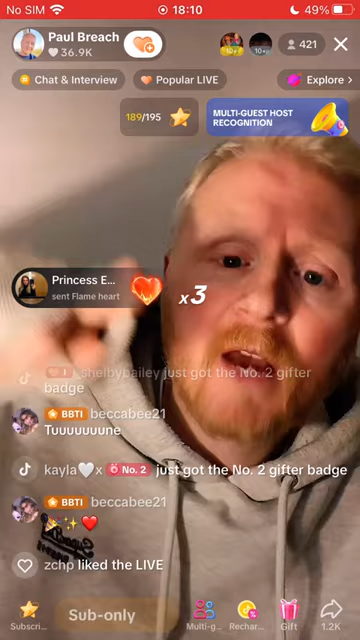 No SIM 18:10 49%
Paul Breach
36.9K
10+ 10+ 421
Chat & Interview Popular LIVE Explore >
189/195
MULTI-GUEST HOST
RECOGNITION
Princess E...
sent Flame heart
x3
shelbybailey just got the No. 2 gifter
badge
BBTI beccabee21
Tuuuuuuune
kayla🤍x No. 2 just got the No. 2 gifter badge
BBTI beccabee21
🎉✨❤️
zchp liked the LIVE
Subscri... Sub-only Multi-g... Rechar... Gift 1.2K